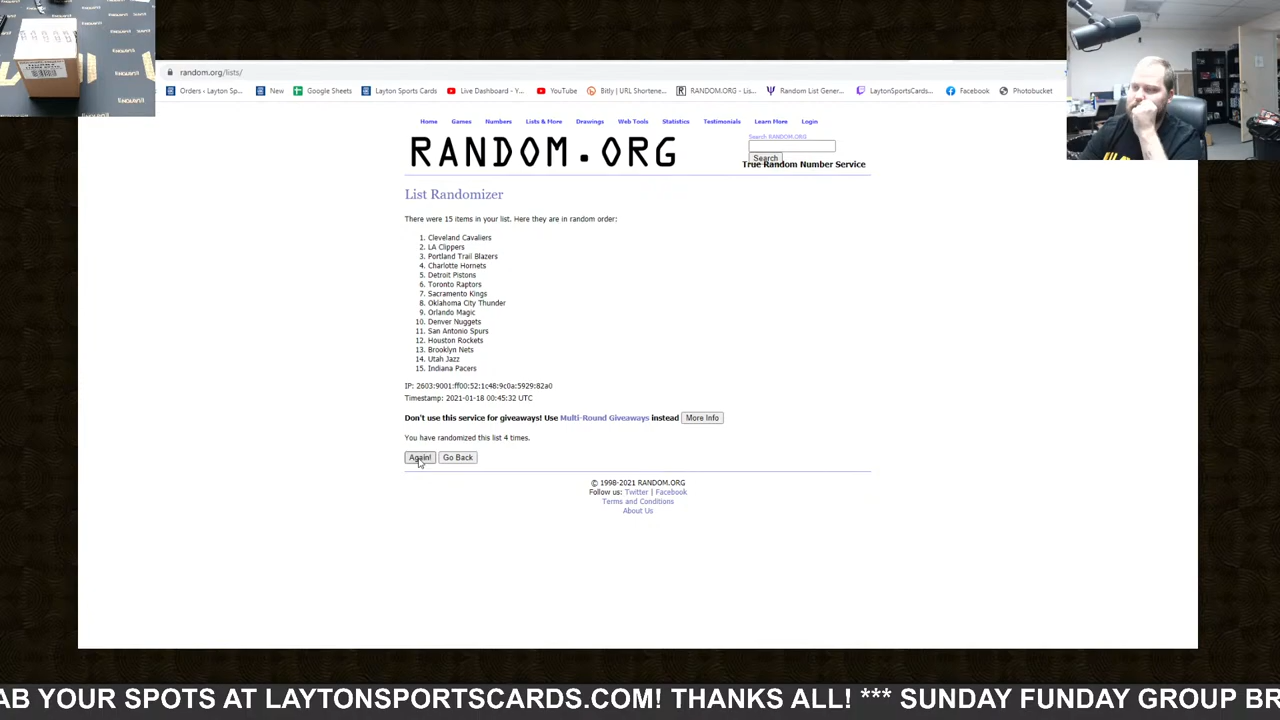 random.org/lists/
Orders ‹ Layton Sp...
New
Google Sheets
Layton Sports Cards
Live Dashboard - Y...
YouTube
Bitly | URL Shortene...
RANDOM.ORG - Lis...
Random List Gener...
LaytonSportsCards...
Facebook
Photobucket
Home Games Numbers Lists & More Drawings Web Tools Statistics Learn More Testimonials Login
RANDOM.ORG
Search RANDOM.ORG
Search
True Random Number Service
List Randomizer
There were 15 items in your list. Here they are in random order:
1. Cleveland Cavaliers
2. LA Clippers
3. Portland Trail Blazers
4. Charlotte Hornets
5. Detroit Pistons
6. Toronto Raptors
7. Sacramento Kings
8. Oklahoma City Thunder
9. Orlando Magic
10. Denver Nuggets
11. San Antonio Spurs
12. Houston Rockets
13. Brooklyn Nets
14. Utah Jazz
15. Indiana Pacers
IP: 2603:9001:ff00:52:1c48:9c0a:5929:82a0
Timestamp: 2021-01-18 00:45:32 UTC
Don't use this service for giveaways! Use Multi-Round Giveaways instead More Info
You have randomized this list 4 times.
Again! Go Back
© 1998-2021 RANDOM.ORG
Follow us: Twitter | Facebook
Terms and Conditions
About Us
AB YOUR SPOTS AT LAYTONSPORTSCARDS.COM! THANKS ALL! *** SUNDAY FUNDAY GROUP BR